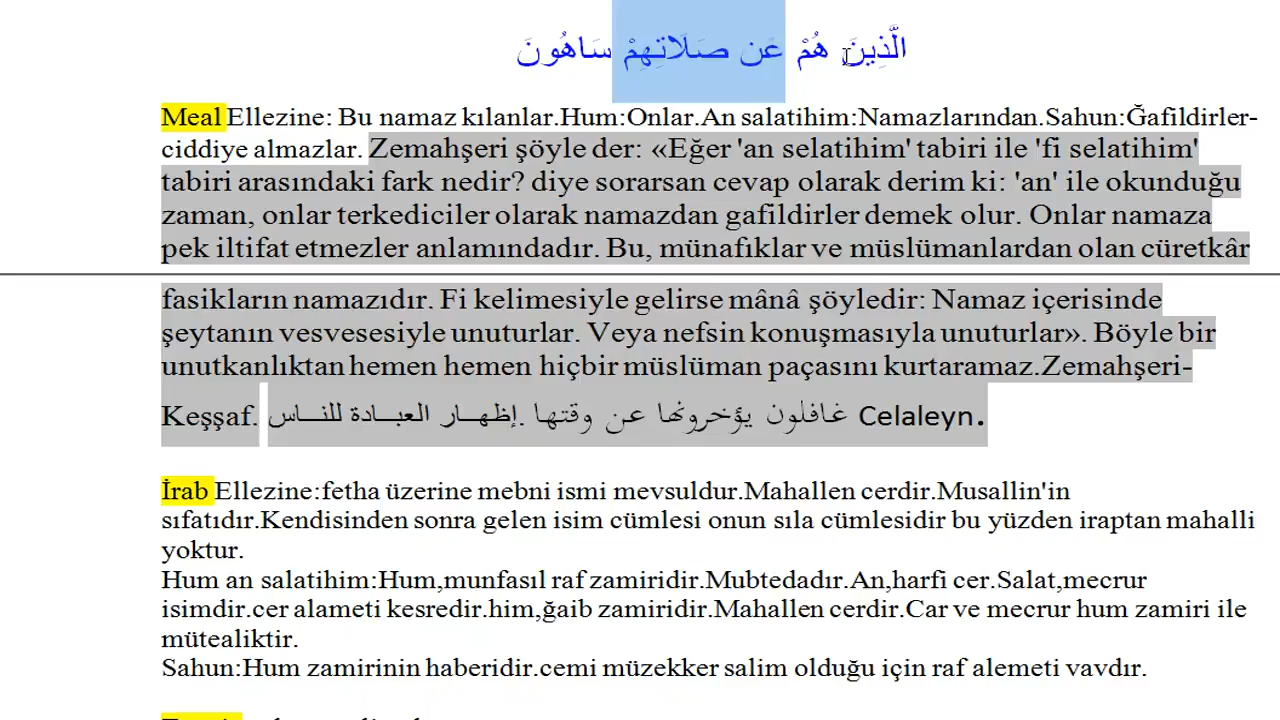 الَّذِينَ هُمْ عَن صَلَاتِهِمْ سَاهُونَ
Meal Ellezine: Bu namaz kılanlar.Hum:Onlar.An salatihim:Namazlarından.Sahun:Ğafildirler-
ciddiye almazlar. Zemahşeri şöyle der: «Eğer 'an selatihim' tabiri ile 'fi selatihim'
tabiri arasındaki fark nedir? diye sorarsan cevap olarak derim ki: 'an' ile okunduğu
zaman, onlar terkediciler olarak namazdan gafildirler demek olur. Onlar namaza
pek iltifat etmezler anlamındadır. Bu, münafıklar ve müslümanlardan olan cüretkâr
fasikların namazıdır. Fi kelimesiyle gelirse mânâ şöyledir: Namaz içerisinde
şeytanın vesvesesiyle unuturlar. Veya nefsin konuşmasıyla unuturlar». Böyle bir
unutkanlıktan hemen hemen hiçbir müslüman paçasını kurtaramaz.Zemahşeri-
Keşşaf. غافلون يؤخرونها عن وقتها .إظهار العبادة للناس Celaleyn.
İrab Ellezine:fetha üzerine mebni ismi mevsuldur.Mahallen cerdir.Musallin'in
sıfatıdır.Kendisinden sonra gelen isim cümlesi onun sıla cümlesidir bu yüzden iraptan mahalli
yoktur.
Hum an salatihim:Hum,munfasıl raf zamiridir.Mubtedadır.An,harfi cer.Salat,mecrur
isimdir.cer alameti kesredir.him,ğaib zamiridir.Mahallen cerdir.Car ve mecrur hum zamiri ile
mütealiktir.
Sahun:Hum zamirinin haberidir.cemi müzekker salim olduğu için raf alemeti vavdır.